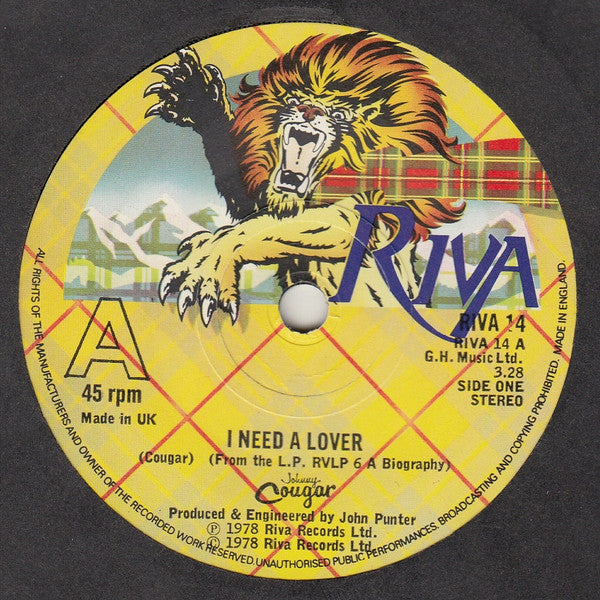 RIVA
RIVA 14
RIVA 14 A
G.H. Music Ltd.
3.28
SIDE ONE
STEREO
A
45 rpm
Made in UK
I NEED A LOVER
(Cougar) (From the L.P. RVLP 6 A Biography)
Johnny
Cougar
Produced & Engineered by John Punter
Ⓟ 1978 Riva Records Ltd.
© 1978 Riva Records Ltd.
ALL RIGHTS OF THE MANUFACTURERS AND OWNER OF THE RECORDED WORK RESERVED. UNAUTHORISED PUBLIC PERFORMANCES, BROADCASTING AND COPYING PROHIBITED. MADE IN ENGLAND.